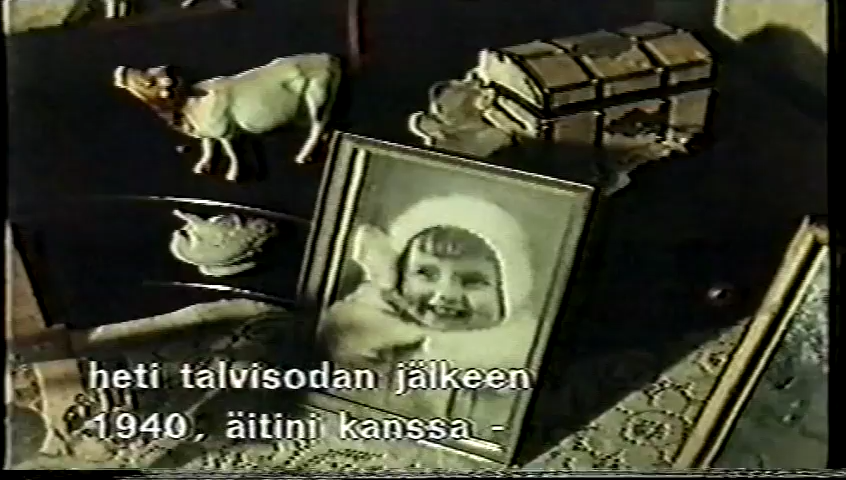 heti talvisodan jälkeen
1940, äitini kanssa -